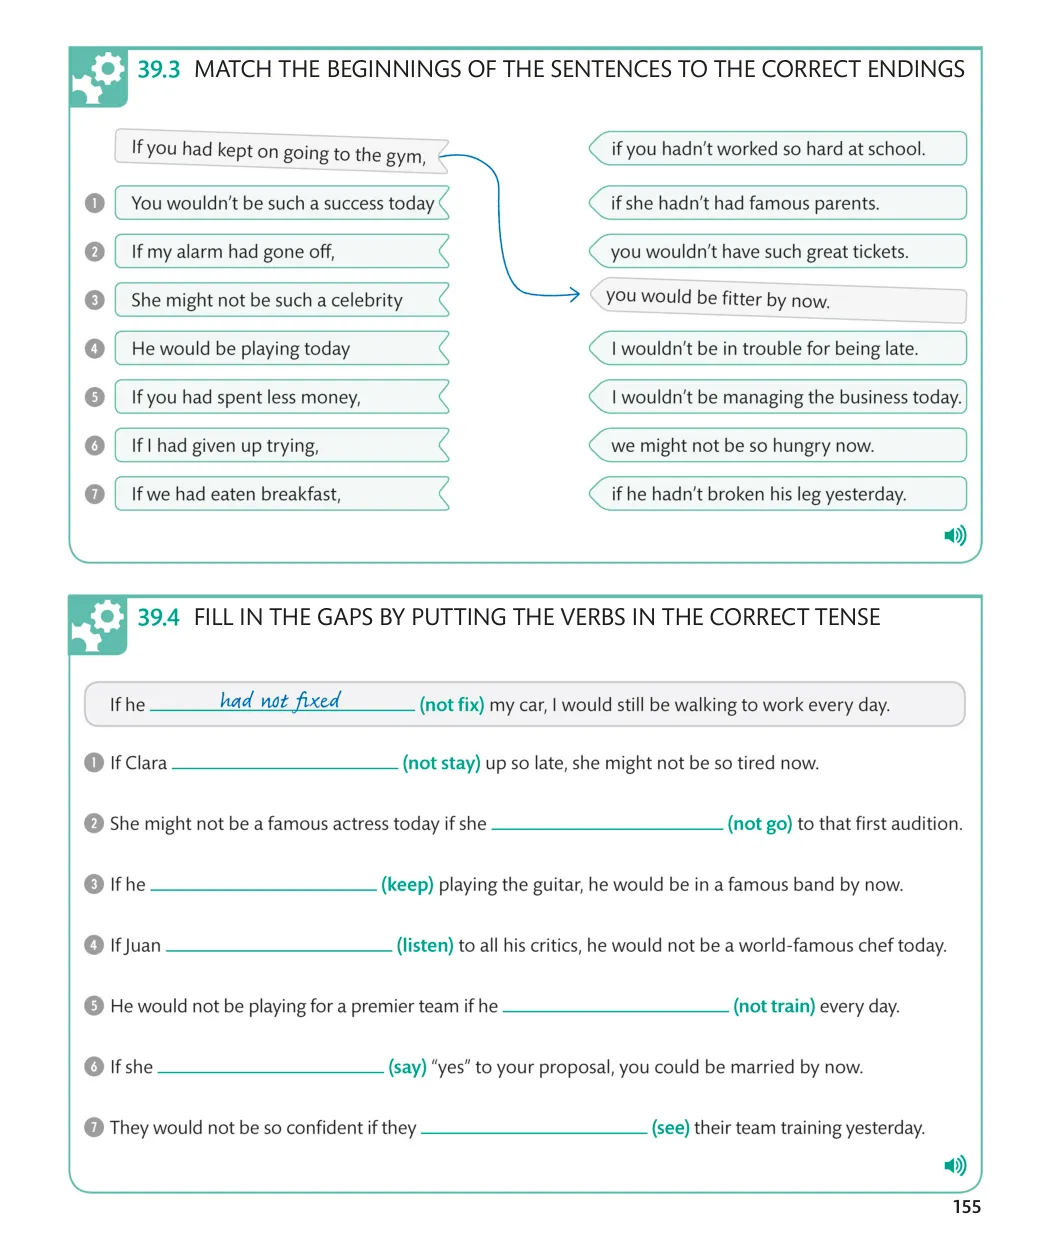 39.3 MATCH THE BEGINNINGS OF THE SENTENCES TO THE CORRECT ENDINGS
If you had kept on going to the gym,
if you hadn't worked so hard at school.
1 You wouldn't be such a success today
if she hadn't had famous parents.
2 If my alarm had gone off,
you wouldn't have such great tickets.
3 She might not be such a celebrity
you would be fitter by now.
4 He would be playing today
I wouldn't be in trouble for being late.
5 If you had spent less money,
I wouldn't be managing the business today.
6 If I had given up trying,
we might not be so hungry now.
7 If we had eaten breakfast,
if he hadn't broken his leg yesterday.
39.4 FILL IN THE GAPS BY PUTTING THE VERBS IN THE CORRECT TENSE
If he had not fixed (not fix) my car, I would still be walking to work every day.
1 If Clara (not stay) up so late, she might not be so tired now.
2 She might not be a famous actress today if she (not go) to that first audition.
3 If he (keep) playing the guitar, he would be in a famous band by now.
4 If Juan (listen) to all his critics, he would not be a world-famous chef today.
5 He would not be playing for a premier team if he (not train) every day.
6 If she (say) “yes” to your proposal, you could be married by now.
7 They would not be so confident if they (see) their team training yesterday.
155